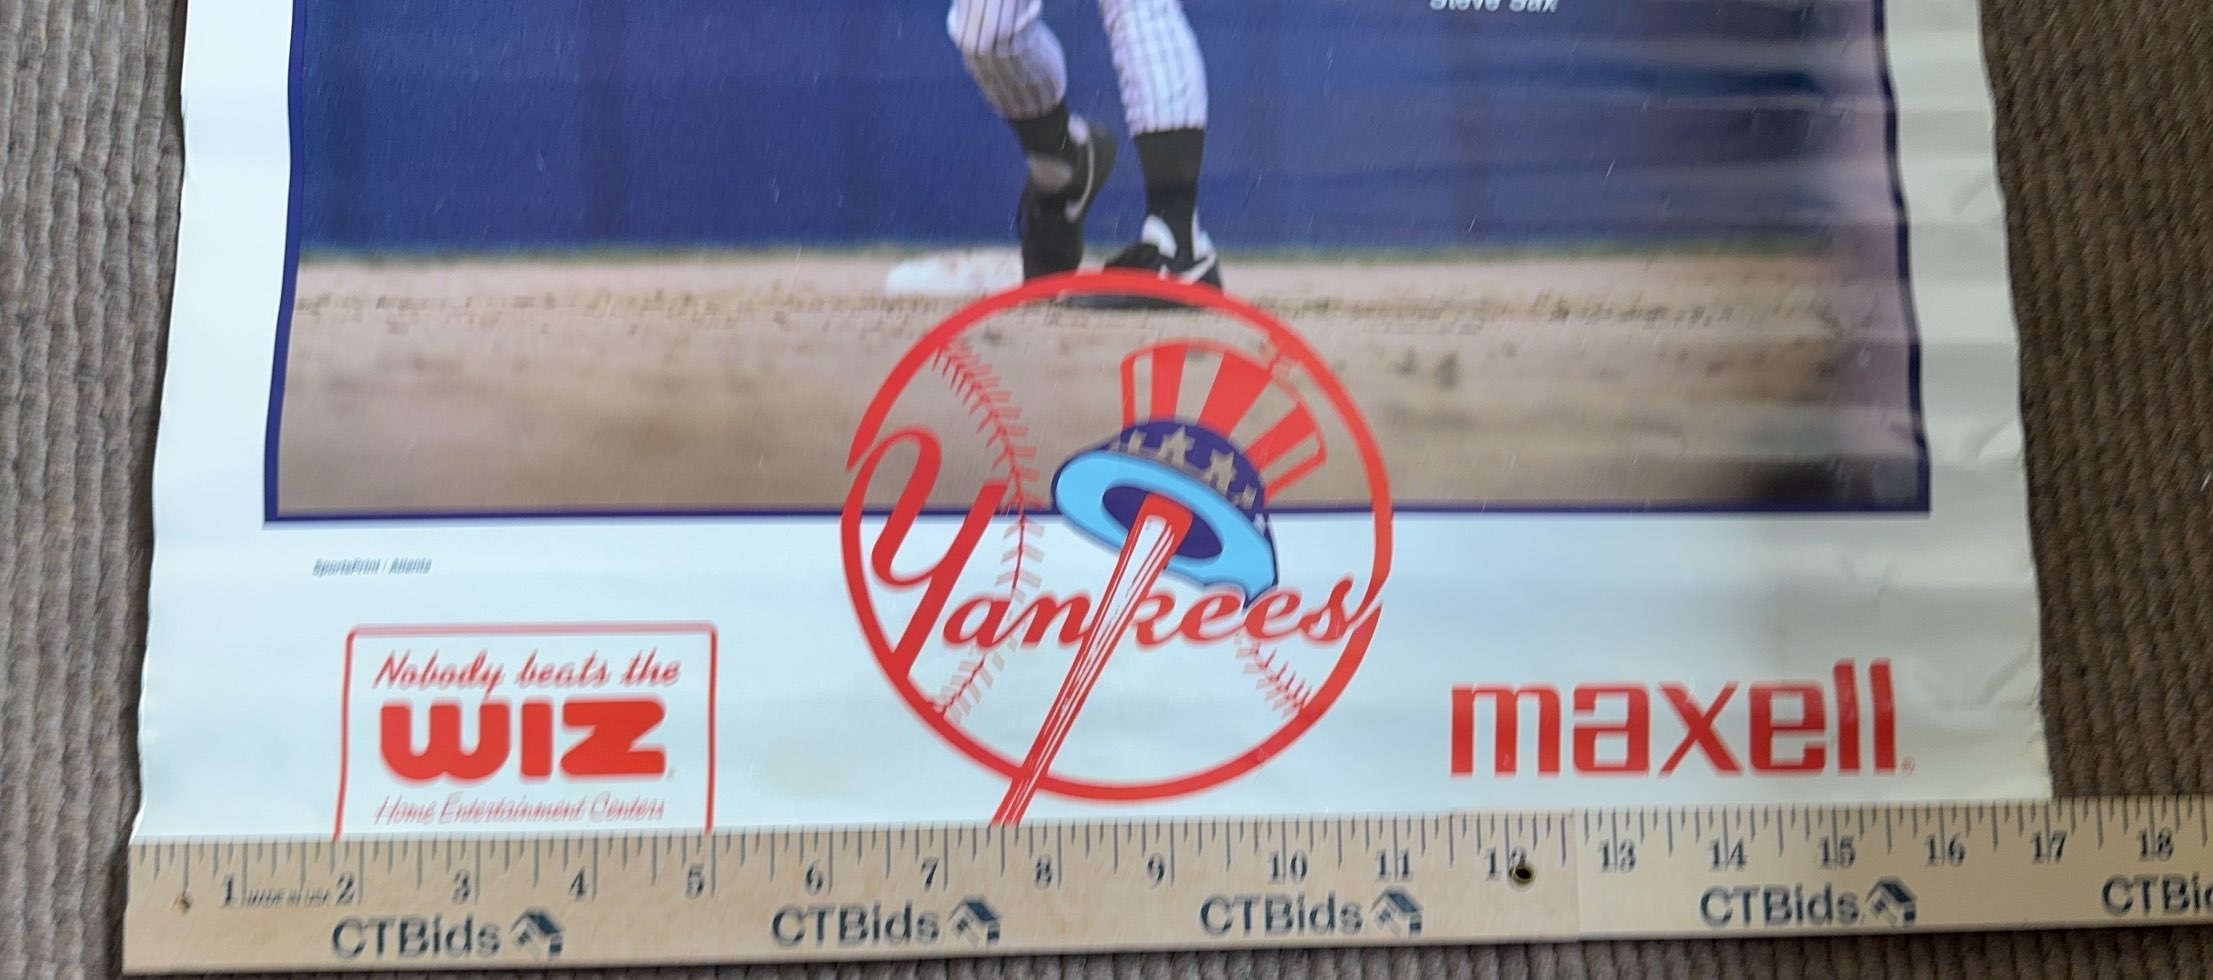 Steve Sax
SportsPrint / Atlanta
Yankees
Nobody beats the
WIZ
Home Entertainment Centers
maxell
1 MADE IN USA 2 3 4 5 6 7 8 9 10 11 12 13 14 15 16 17 18
CTBids CTBids CTBids CTBids CTBi